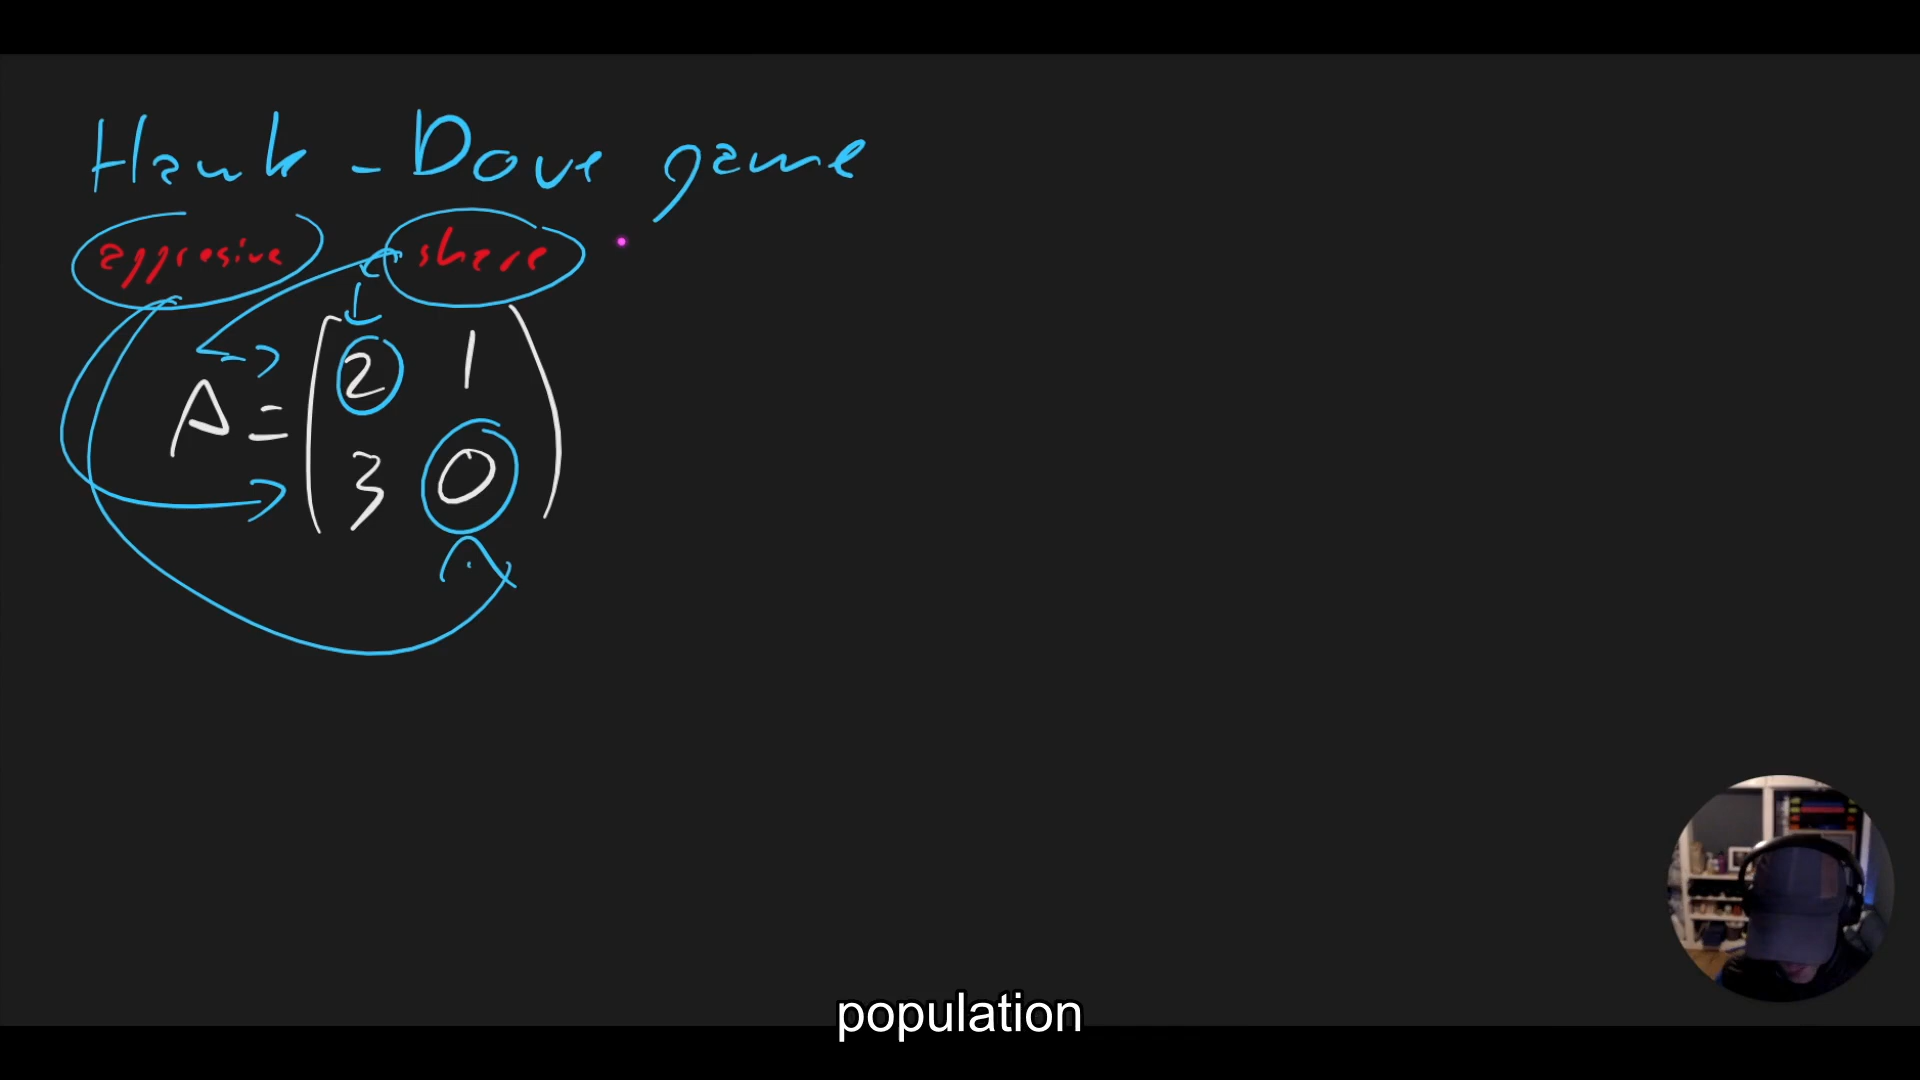 Hawk - Dove game
aggresive share
A = ( 2 1
3 0 )
population